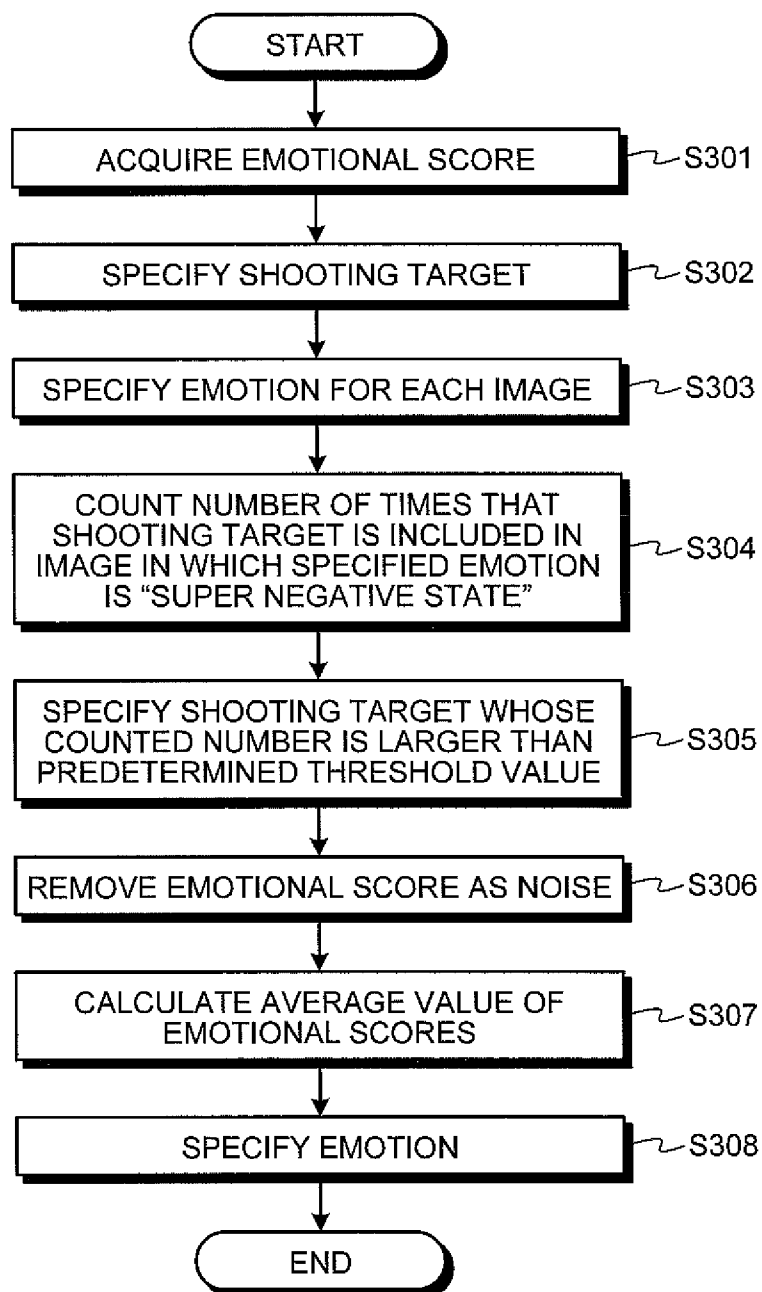 START
ACQUIRE EMOTIONAL SCORE
S301
SPECIFY SHOOTING TARGET
S302
SPECIFY EMOTION FOR EACH IMAGE
S303
COUNT NUMBER OF TIMES THAT
SHOOTING TARGET IS INCLUDED IN
IMAGE IN WHICH SPECIFIED EMOTION
IS “SUPER NEGATIVE STATE”
S304
SPECIFY SHOOTING TARGET WHOSE
COUNTED NUMBER IS LARGER THAN
PREDETERMINED THRESHOLD VALUE
S305
REMOVE EMOTIONAL SCORE AS NOISE
S306
CALCULATE AVERAGE VALUE OF
EMOTIONAL SCORES
S307
SPECIFY EMOTION
S308
END